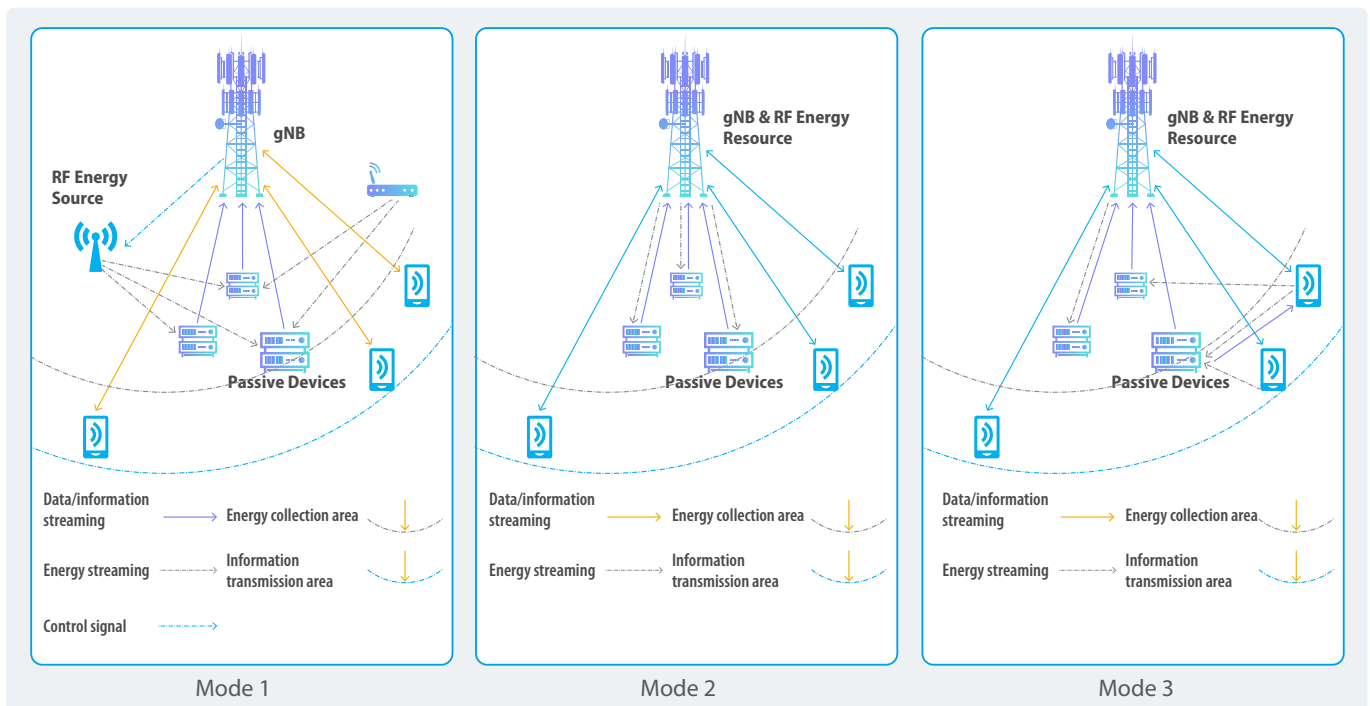 gNB
RF Energy
Source
Passive Devices
Data/information
streaming
Energy collection area
Energy streaming
Information
transmission area
Control signal
Mode 1
gNB & RF Energy
Resource
Passive Devices
Data/information
streaming
Energy collection area
Energy streaming
Information
transmission area
Mode 2
gNB & RF Energy
Resource
Passive Devices
Data/information
streaming
Energy collection area
Energy streaming
Information
transmission area
Mode 3